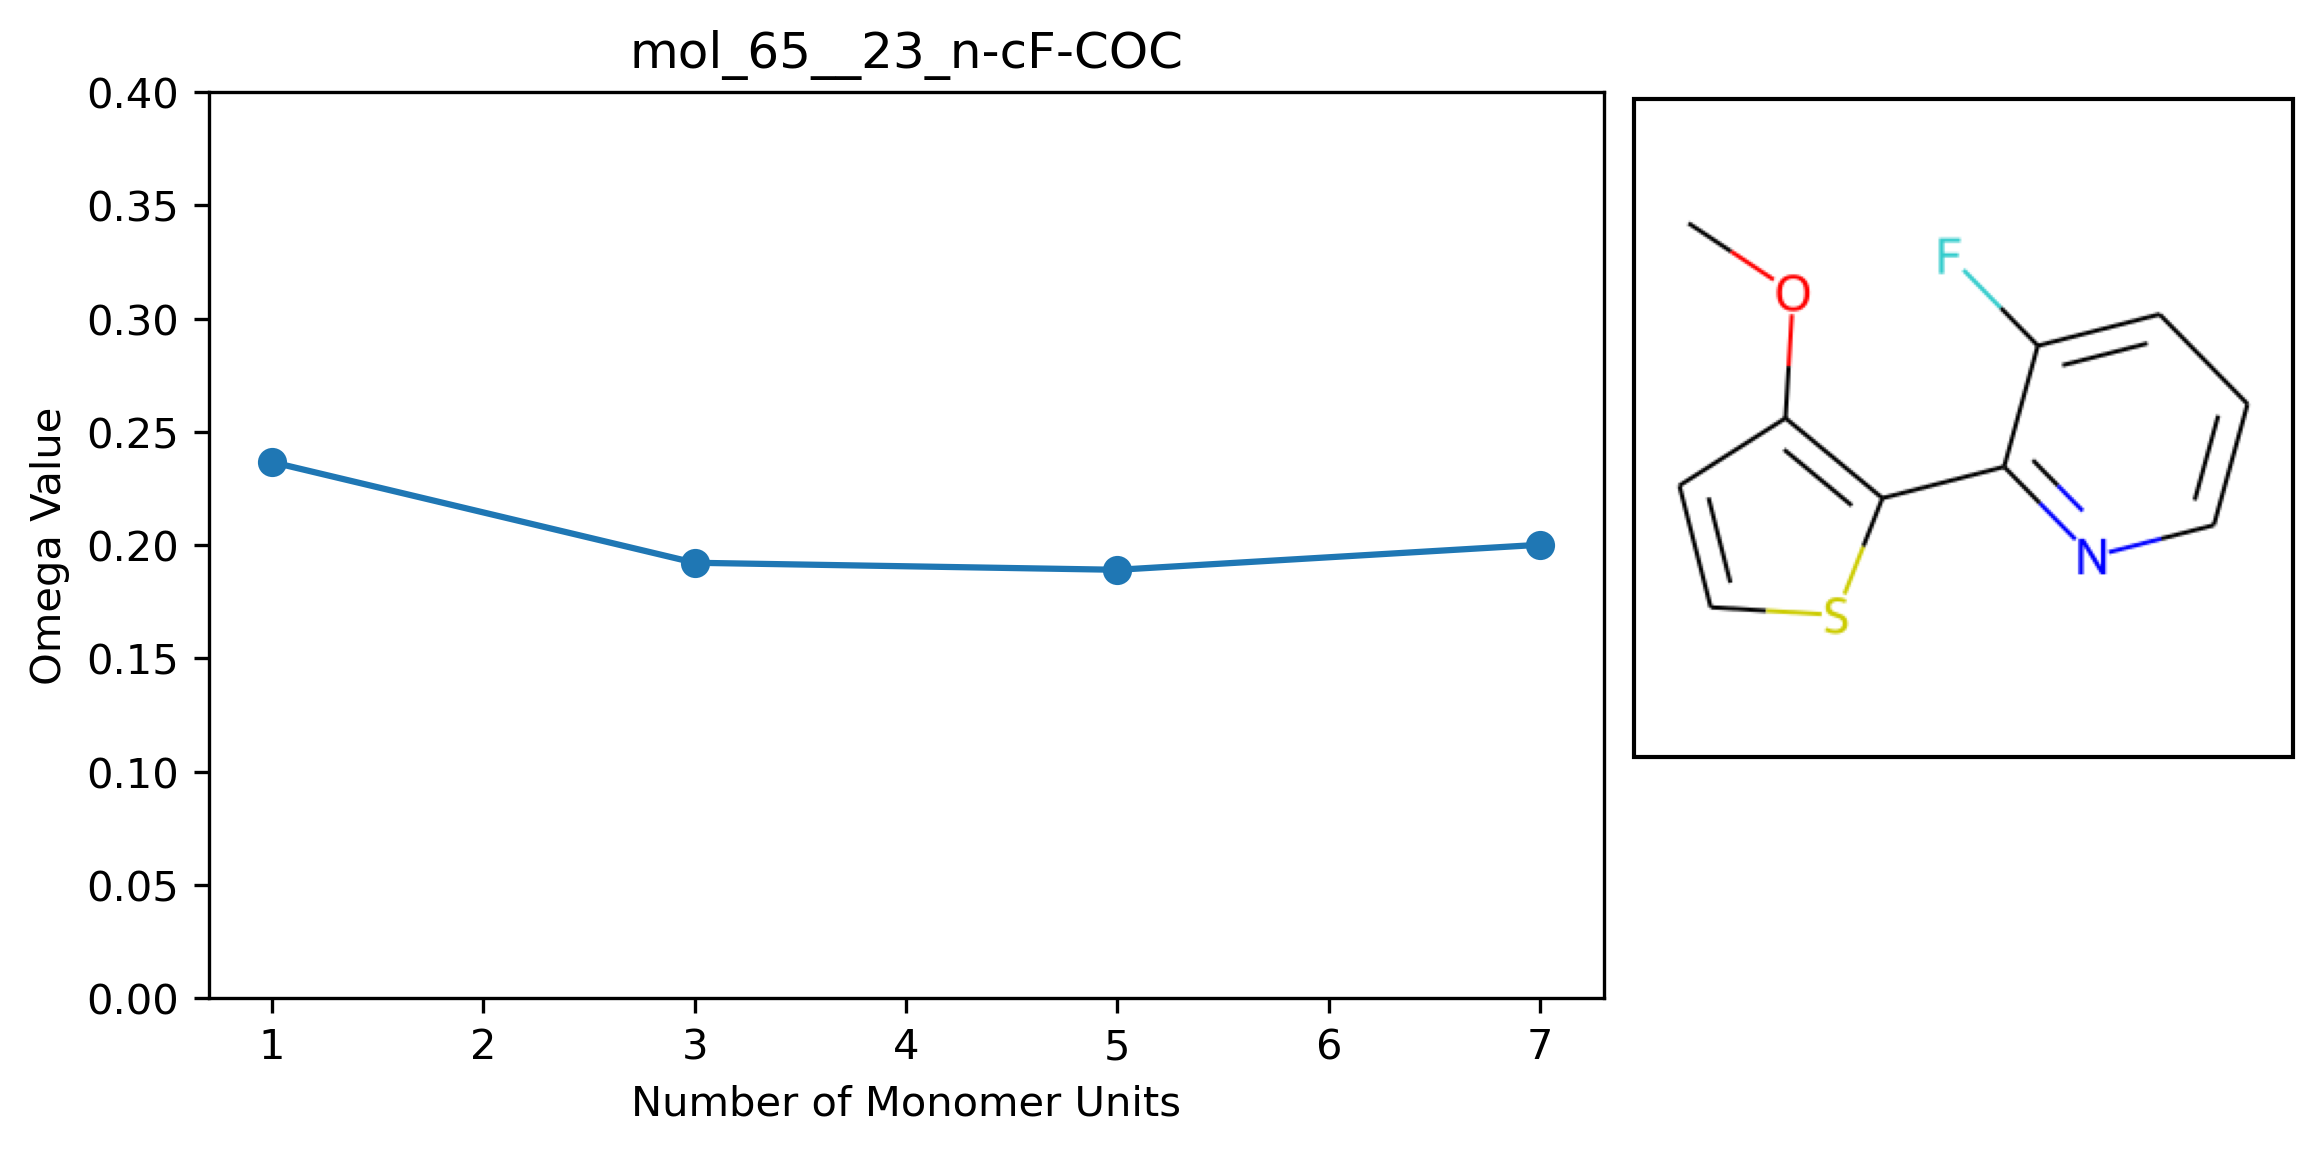 mol_65__23_n-cF-COC
0.40
0.35
0.30
0.25
0.20
0.15
0.10
0.05
0.00
Omega Value
1 2 3 4 5 6 7
Number of Monomer Units
F
O
N
S